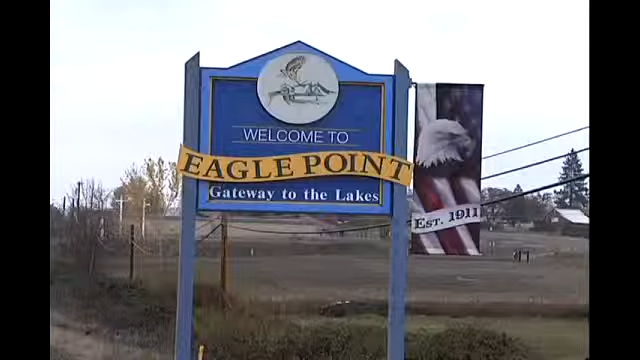 WELCOME TO
EAGLE POINT
Gateway to the Lakes
EST. 1911